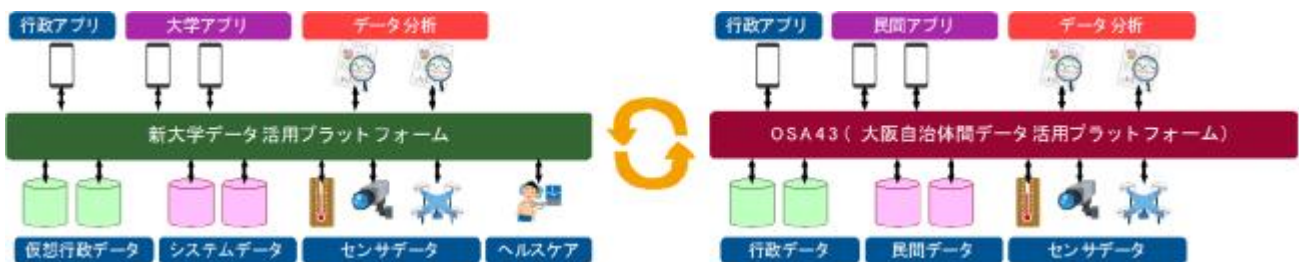 行政アプリ
大学アプリ
データ分析
新大学データ活用プラットフォーム
仮想行政データ
システムデータ
センサデータ
ヘルスケア
行政アプリ
民間アプリ
データ分析
OSA43(大阪自治体間データ活用プラットフォーム)
行政データ
民間データ
センサデータ